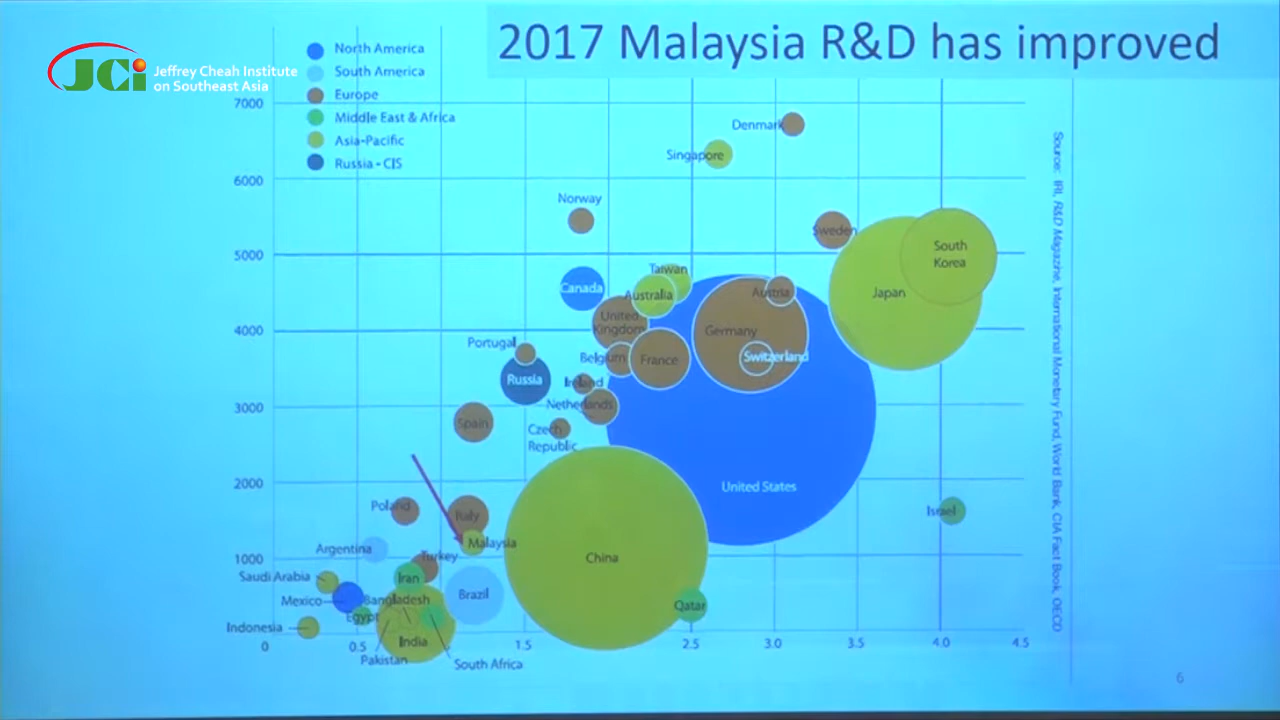 2017 Malaysia R&D has improved
JCi
Jeffrey Cheah Institute
on Southeast Asia
North America
South America
Europe
Middle East & Africa
Asia-Pacific
Russia - CIS
7000
6000
5000
4000
3000
2000
1000
0
0.5
1.5
2.5
3.0
3.5
4.0
4.5
Denmark
Singapore
Norway
Sweden
South
Korea
Taiwan
Canada
Australia
Austria
Japan
United
Kingdom
Germany
Portugal
Belgium
France
Switzerland
Russia
Ireland
Netherlands
Spain
Czech
Republic
United States
Poland
Italy
Israel
Malaysia
Argentina
Turkey
China
Saudi Arabia
Iran
Mexico
Bangladesh
Brazil
Qatar
Egypt
Indonesia
India
Pakistan
South Africa
Source: IRI, R&D Magazine, International Monetary Fund, World Bank, CIA Fact Book, OECD
6